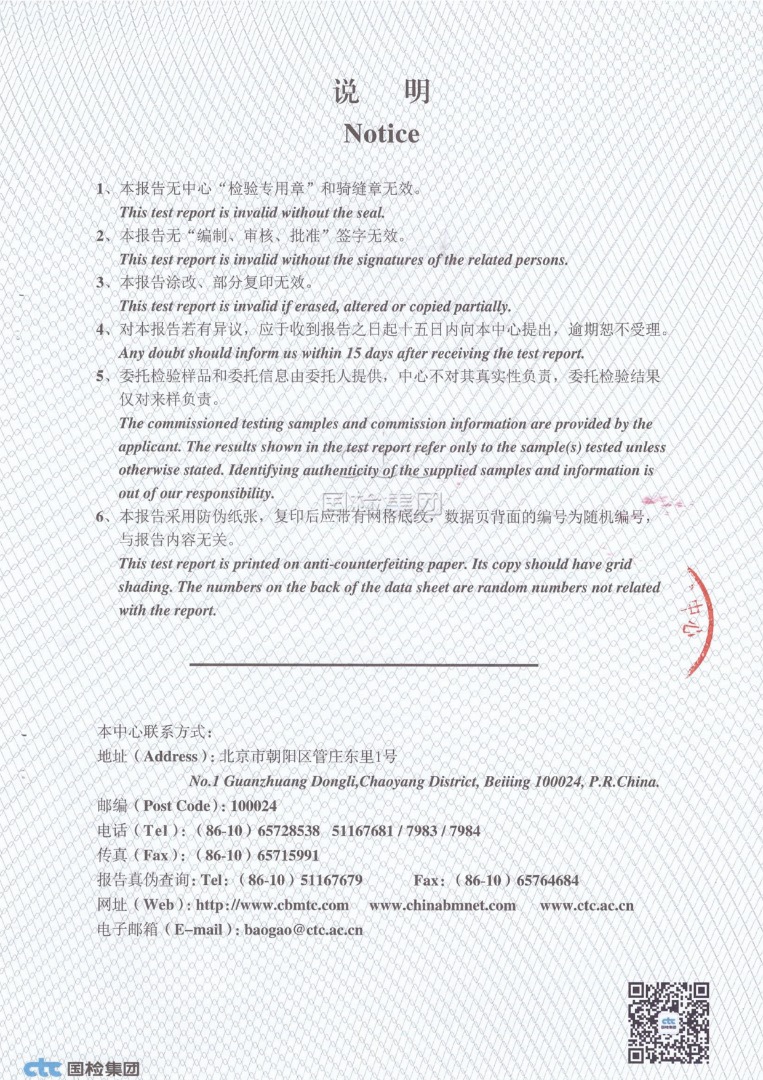 说 明
Notice
1、本报告无中心“检验专用章”和骑缝章无效。
This test report is invalid without the seal.
2、本报告无“编制、审核、批准”签字无效。
This test report is invalid without the signatures of the related persons.
3、本报告涂改、部分复印无效。
This test report is invalid if erased, altered or copied partially.
4、对本报告若有异议，应于收到报告之日起十五日内向本中心提出，逾期恕不受理。
Any doubt should inform us within 15 days after receiving the test report.
5、委托检验样品和委托信息由委托人提供，中心不对其真实性负责，委托检验结果
仅对来样负责。
The commissioned testing samples and commission information are provided by the
applicant. The results shown in the test report refer only to the sample(s) tested unless
otherwise stated. Identifying authenticity of the supplied samples and information is
out of our responsibility.
国检集团
6、本报告采用防伪纸张，复印后应带有网格底纹，数据页背面的编号为随机编号，
与报告内容无关。
This test report is printed on anti-counterfeiting paper. Its copy should have grid
shading. The numbers on the back of the data sheet are random numbers not related
with the report.
中心
本中心联系方式：
地址（Address）：北京市朝阳区管庄东里1号
No.1 Guanzhuang Dongli,Chaoyang District, Beiiing 100024, P.R.China.
邮编（Post Code）：100024
电话（Tel）：（86-10）65728538 51167681 / 7983 / 7984
传真（Fax）：（86-10）65715991
报告真伪查询：Tel：（86-10）51167679 Fax：（86-10）65764684
网址（Web）：http://www.cbmtc.com www.chinabmnet.com www.ctc.ac.cn
电子邮箱（E-mail）：baogao@ctc.ac.cn
ctc
ctc 国检集团